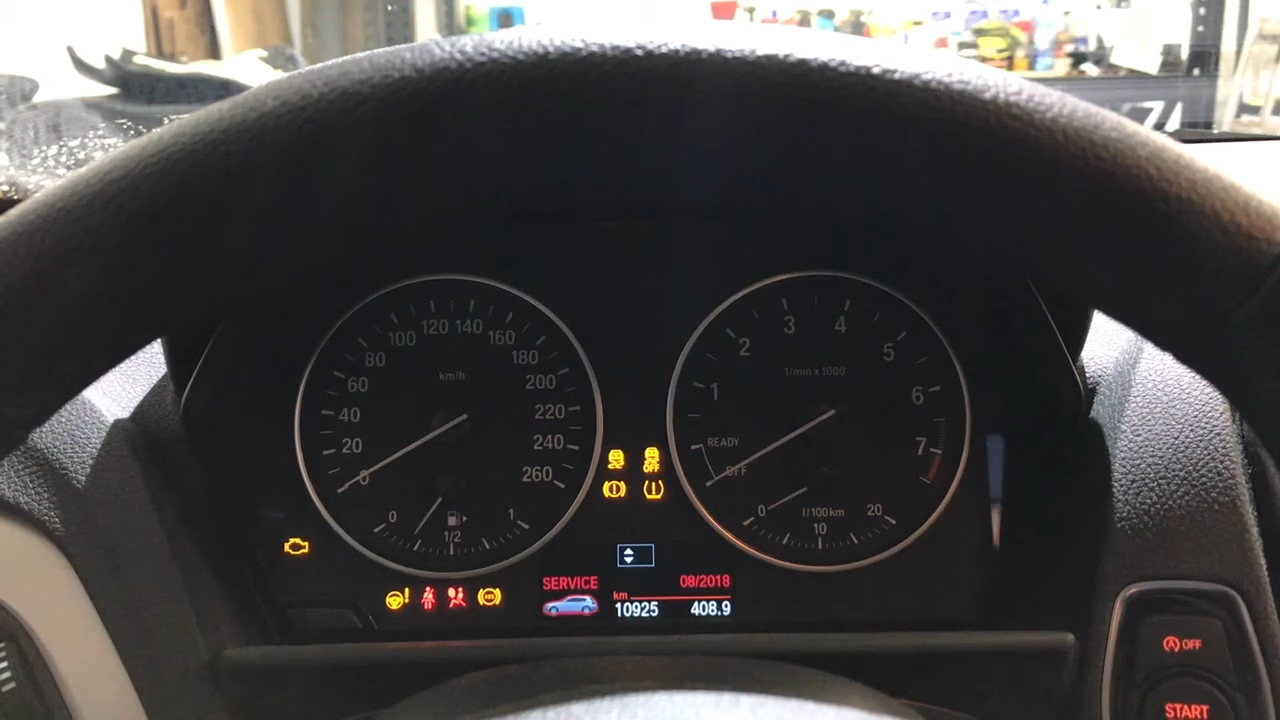 100 120 140 160
80 180
60 200
40 220
20 240
0 260
km/h
0 1/2 1
OFF
ABS
1 2 3 4 5 6 7
1/min x 1000
READY
OFF
0 10 20
l/100km
SERVICE 08/2018
km
10925 408.9
A OFF
START